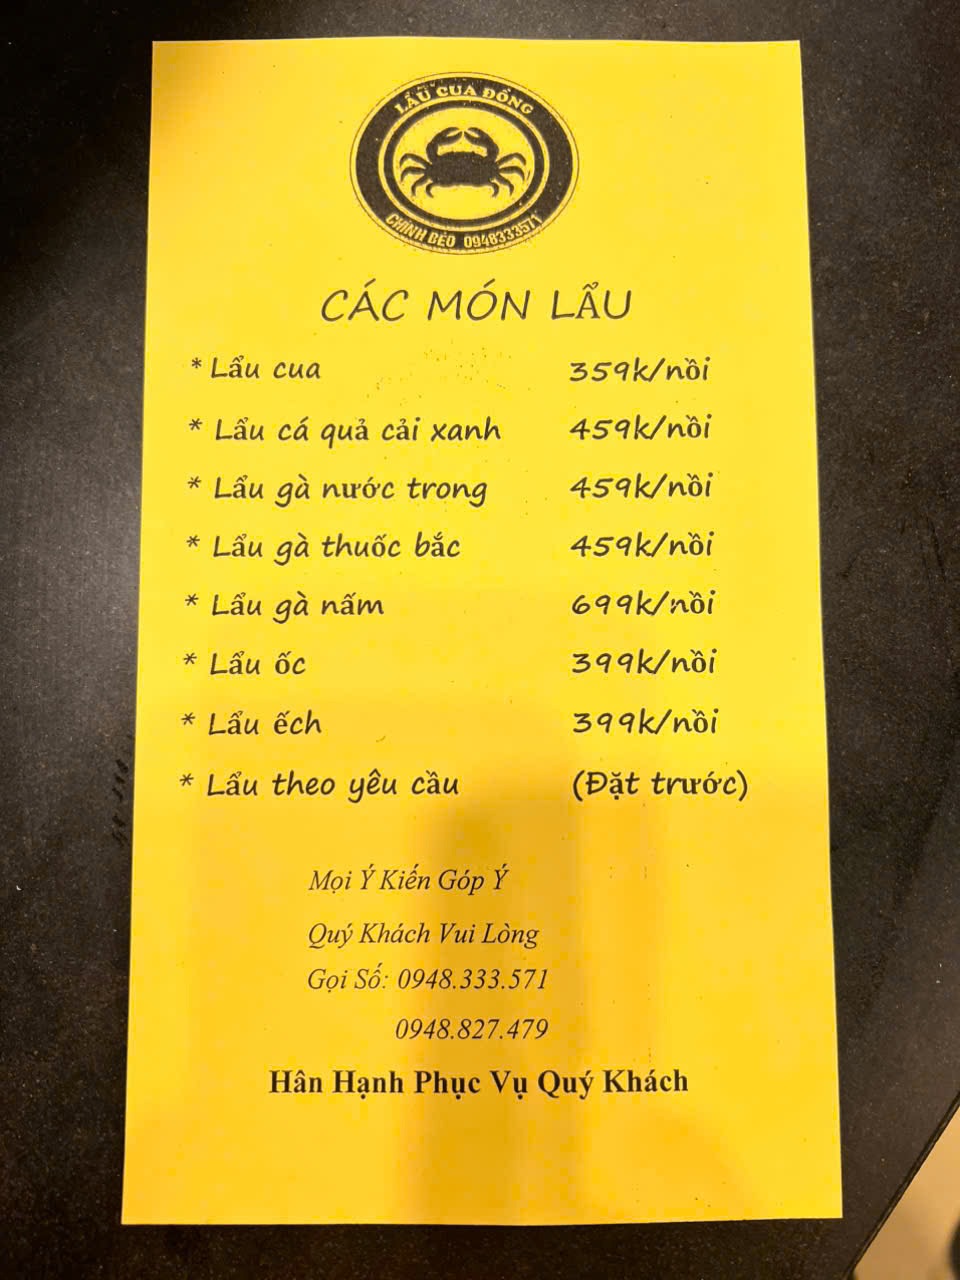 LẨU CUA ĐỒNG
CHỈNH BÉO 0948333571
CÁC MÓN LẨU
* Lẩu cua 359k/nồi
* Lẩu cá quả cải xanh 459k/nồi
* Lẩu gà nước trong 459k/nồi
* Lẩu gà thuốc bắc 459k/nồi
* Lẩu gà nấm 699k/nồi
* Lẩu ốc 399k/nồi
* Lẩu ếch 399k/nồi
* Lẩu theo yêu cầu (Đặt trước)
Mọi Ý Kiến Góp Ý
Quý Khách Vui Lòng
Gọi Số: 0948.333.571
0948.827.479
Hân Hạnh Phục Vụ Quý Khách